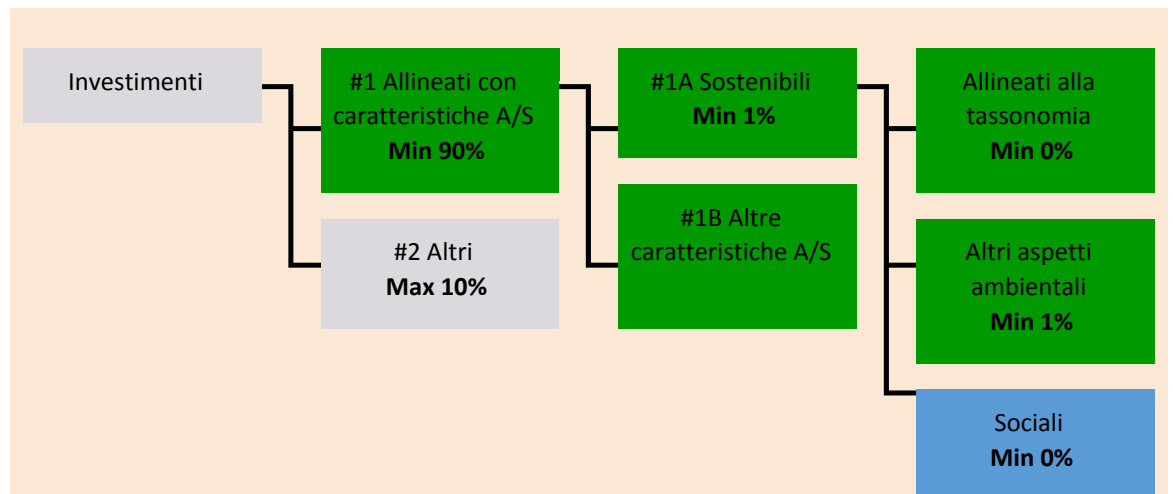 Investimenti
#1 Allineati con
caratteristiche A/S
Min 90%
#2 Altri
Max 10%
#1A Sostenibili
Min 1%
#1B Altre
caratteristiche A/S
Allineati alla
tassonomia
Min 0%
Altri aspetti
ambientali
Min 1%
Sociali
Min 0%